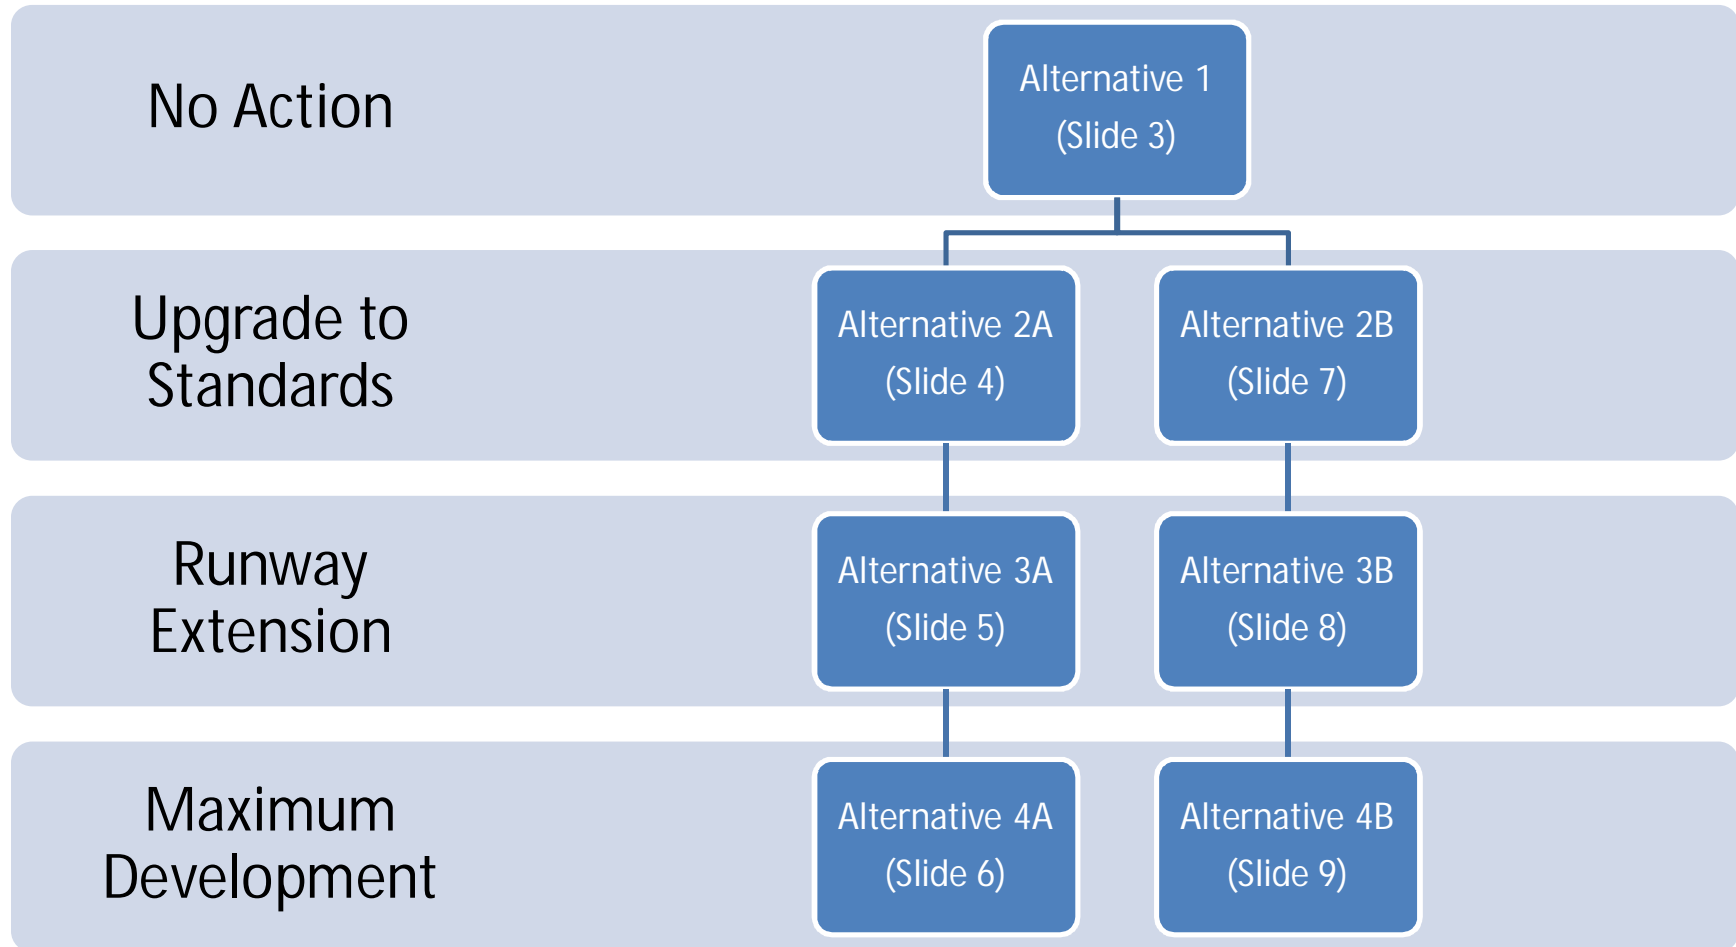 No Action
Alternative 1
(Slide 3)
Upgrade to
Standards
Alternative 2A
(Slide 4)
Alternative 2B
(Slide 7)
Runway
Extension
Alternative 3A
(Slide 5)
Alternative 3B
(Slide 8)
Maximum
Development
Alternative 4A
(Slide 6)
Alternative 4B
(Slide 9)